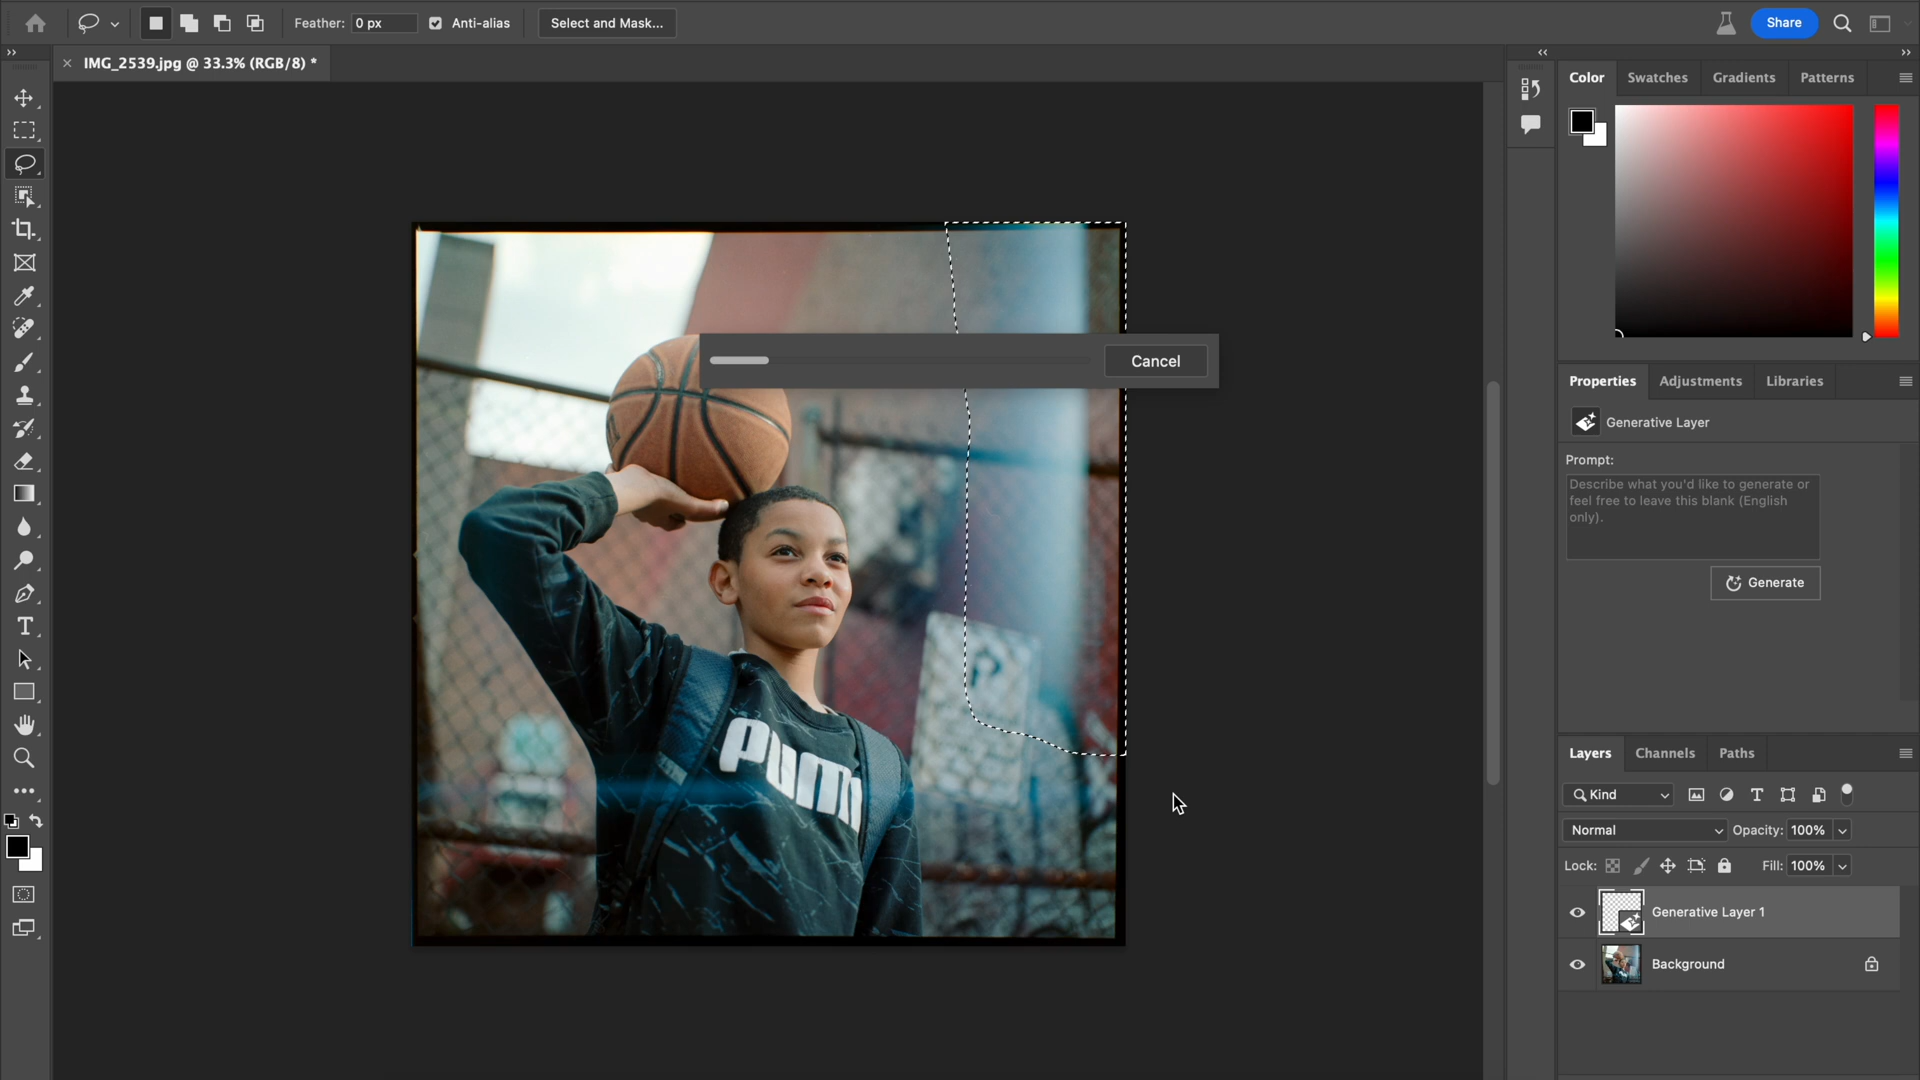 Feather: 0 px Anti-alias Select and Mask... Share
× IMG_2539.jpg @ 33.3% (RGB/8) *
Color Swatches Gradients Patterns
Cancel
Properties Adjustments Libraries
Generative Layer
Prompt:
Describe what you'd like to generate or
feel free to leave this blank (English
only).
Generate
PUMA
Layers Channels Paths
Kind
Normal Opacity: 100%
Lock: Fill: 100%
Generative Layer 1
Background